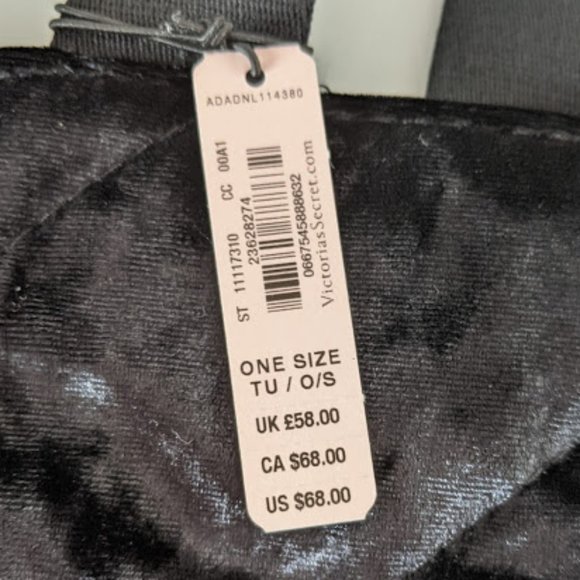 ADADNL114380
ST 11117310 CC 00A1
23628274
0667545888632
VictoriasSecret.com
ONE SIZE
TU / O/S
UK £58.00
CA $68.00
US $68.00